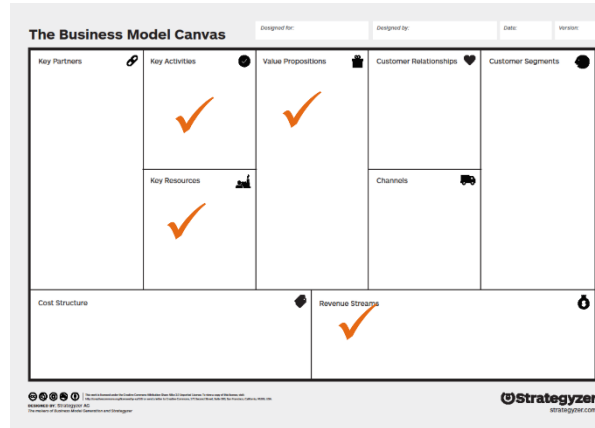 The Business Model Canvas
Designed for:
Designed by:
Date:
Version:
Key Partners
Key Activities
Value Propositions
Customer Relationships
Customer Segments
Key Resources
Channels
Cost Structure
Revenue Streams
DESIGNED BY: Strategyzer AG
The makers of Business Model Generation and Strategyzer
Strategyzer
strategyzer.com